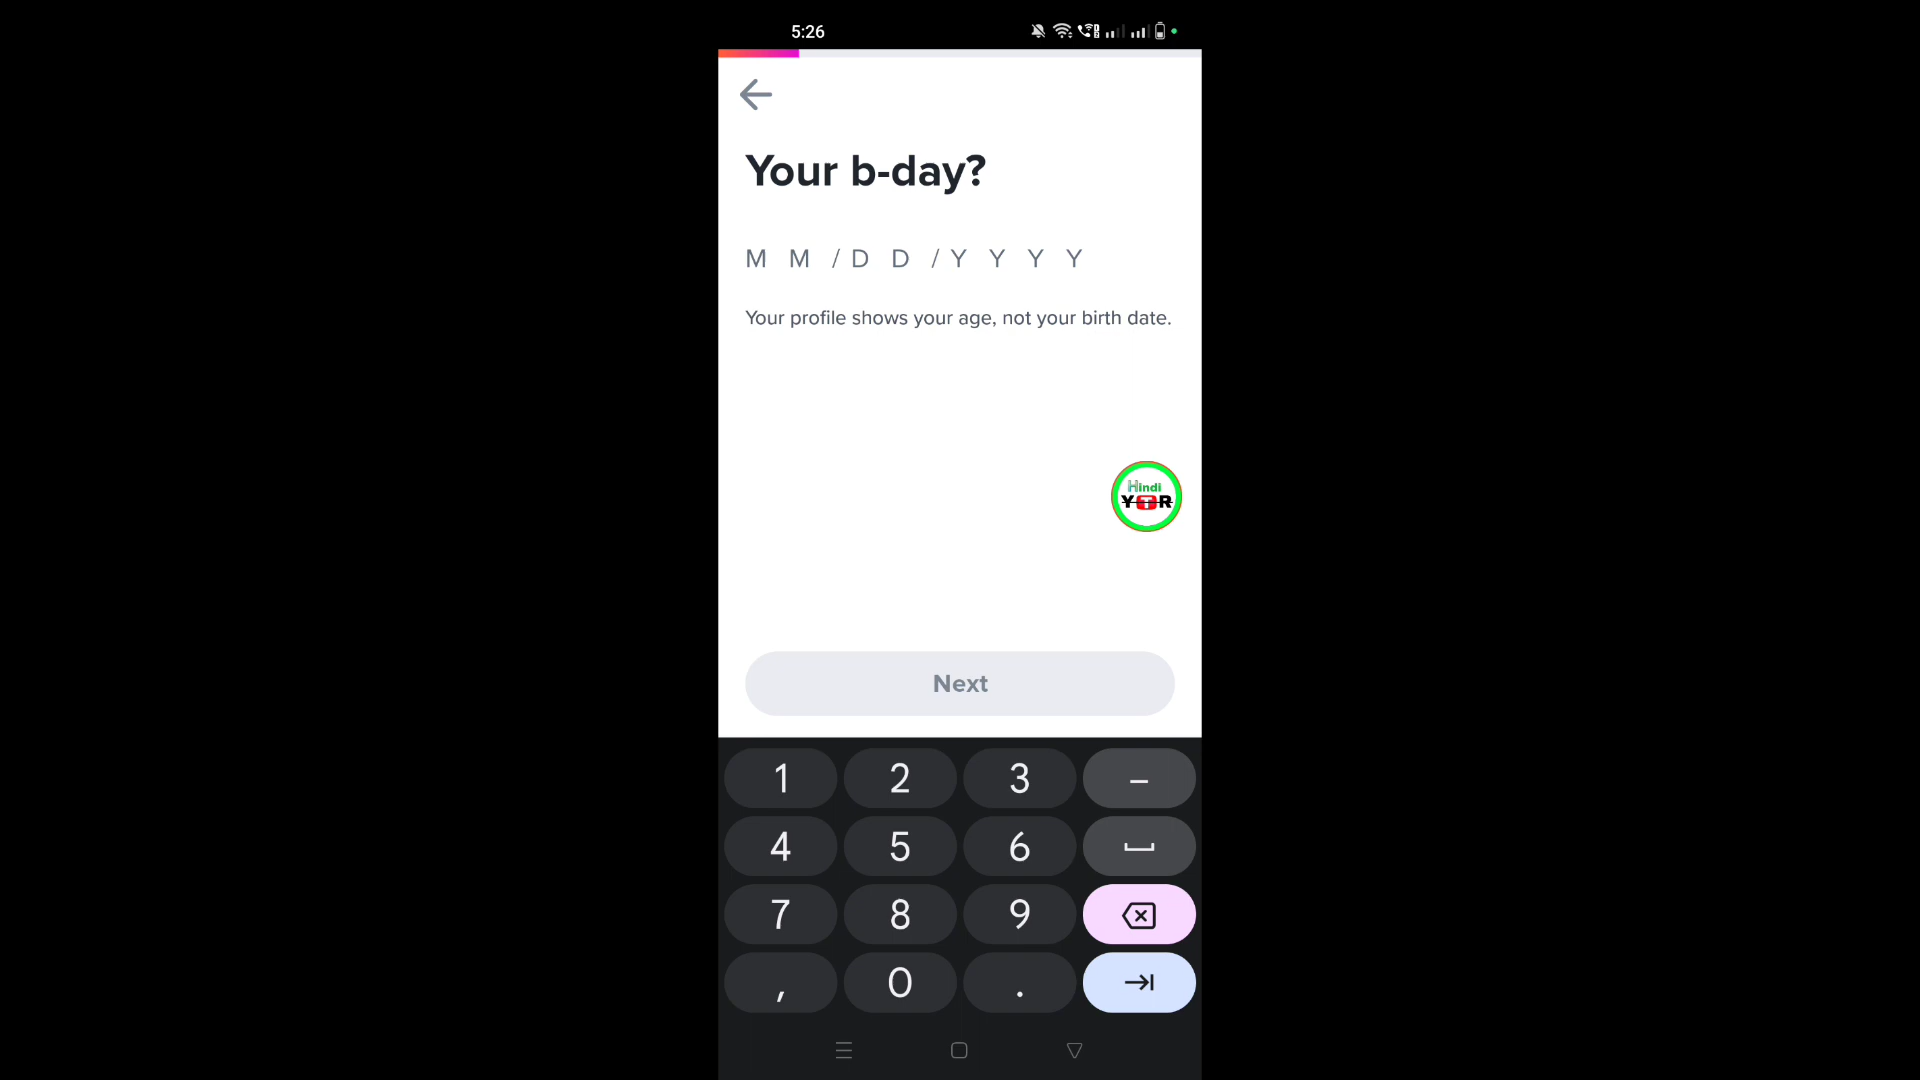 5:26
Your b-day?
M M / D D / Y Y Y Y
Your profile shows your age, not your birth date.
Hindi
YTR
Next
1 2 3 –
4 5 6
7 8 9
, 0 .